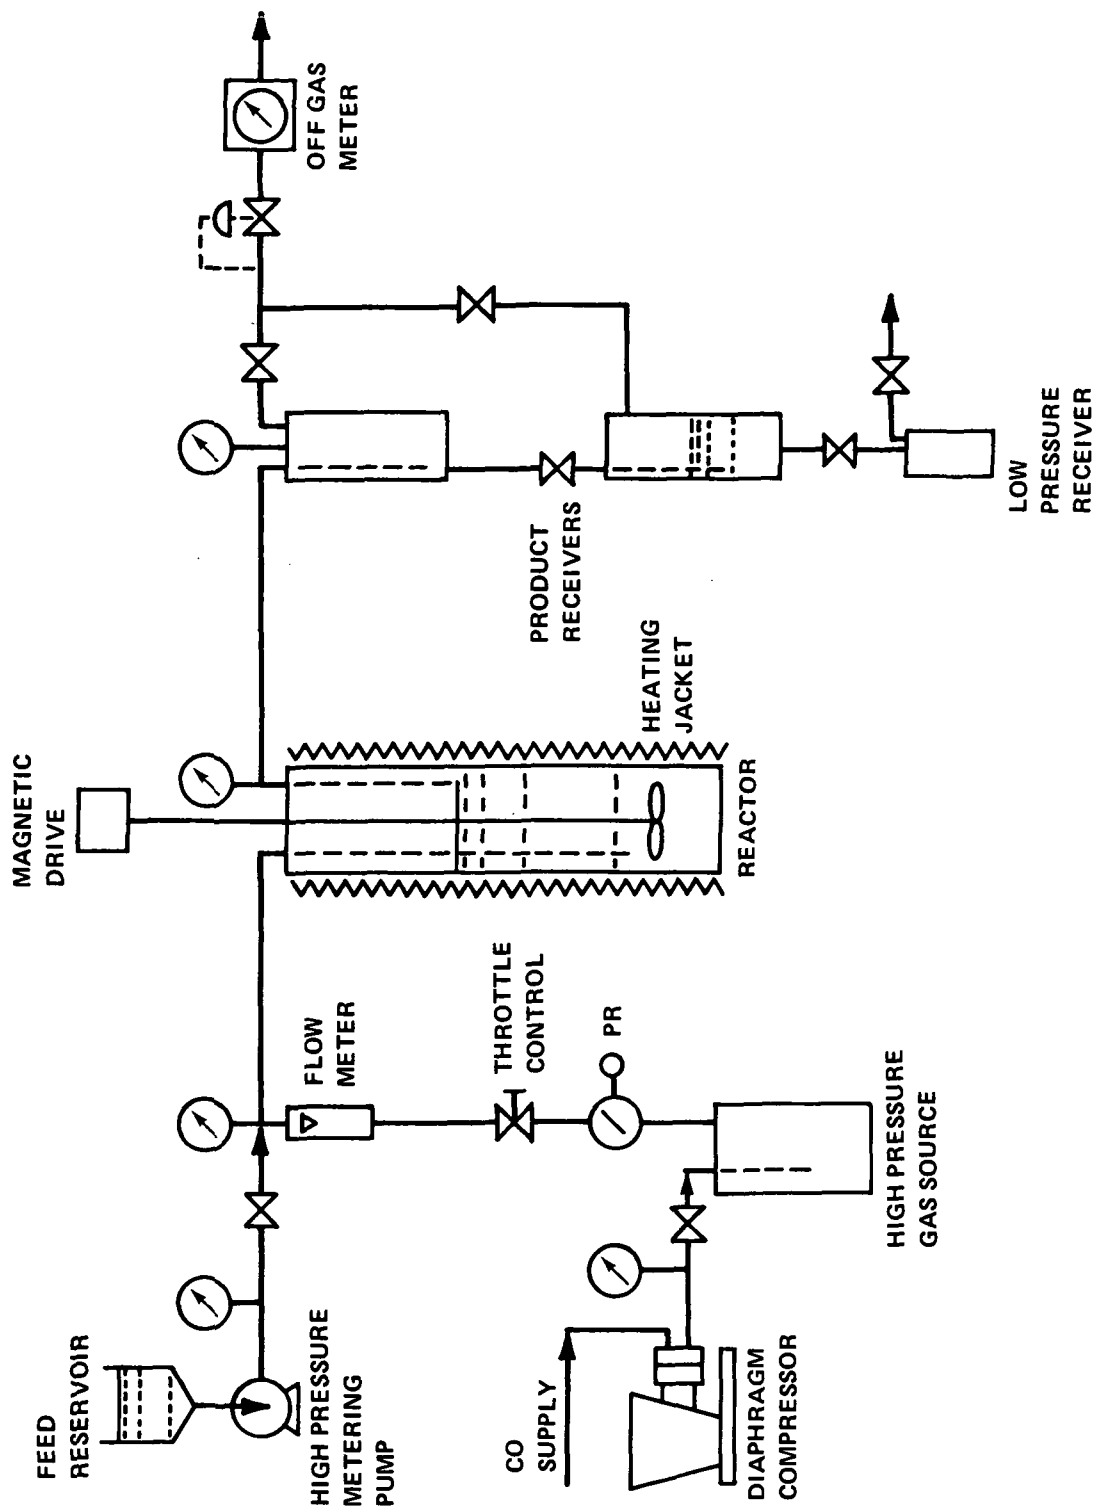 FEED
RESERVOIR
HIGH PRESSURE
METERING
PUMP
CO
SUPPLY
DIAPHRAGM
COMPRESSOR
HIGH PRESSURE
GAS SOURCE
FLOW
METER
THROTTLE
CONTROL
PR
MAGNETIC
DRIVE
REACTOR
HEATING
JACKET
PRODUCT
RECEIVERS
LOW
PRESSURE
RECEIVER
OFF GAS
METER